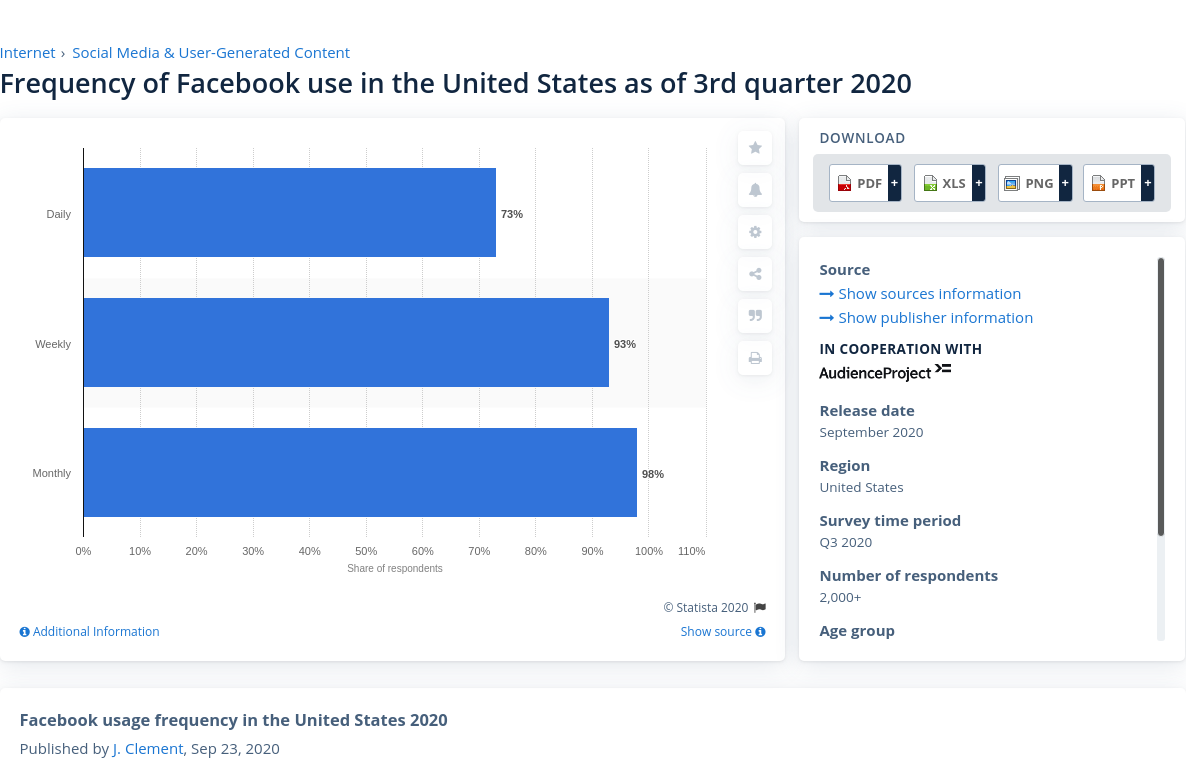 Internet › Social Media & User-Generated Content
Frequency of Facebook use in the United States as of 3rd quarter 2020
Daily
73%
Weekly
93%
Monthly
98%
0% 10% 20% 30% 40% 50% 60% 70% 80% 90% 100% 110%
Share of respondents
© Statista 2020
Additional Information
Show source
DOWNLOAD
PDF + XLS + PNG + PPT +
Source
Show sources information
Show publisher information
IN COOPERATION WITH
AudienceProject
Release date
September 2020
Region
United States
Survey time period
Q3 2020
Number of respondents
2,000+
Age group
Facebook usage frequency in the United States 2020
Published by J. Clement, Sep 23, 2020